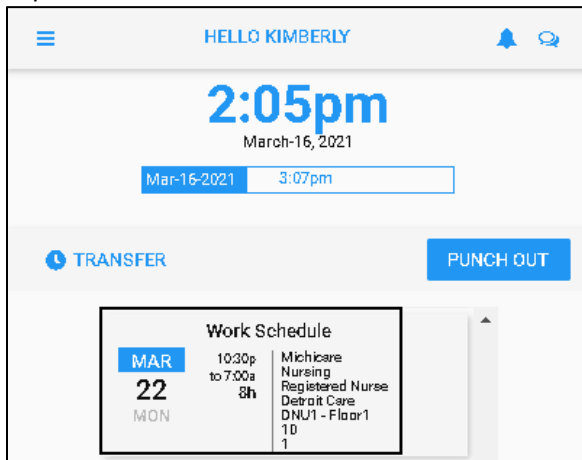 HELLO KIMBERLY
2:05pm
March-16, 2021
Mar-16-2021 3:07pm
TRANSFER
PUNCH OUT
Work Schedule
MAR
22
MON
10:30p
to 7:00a
8h
Michicare
Nursing
Registered Nurse
Detroit Care
DNU1 - Floor1
1D
1